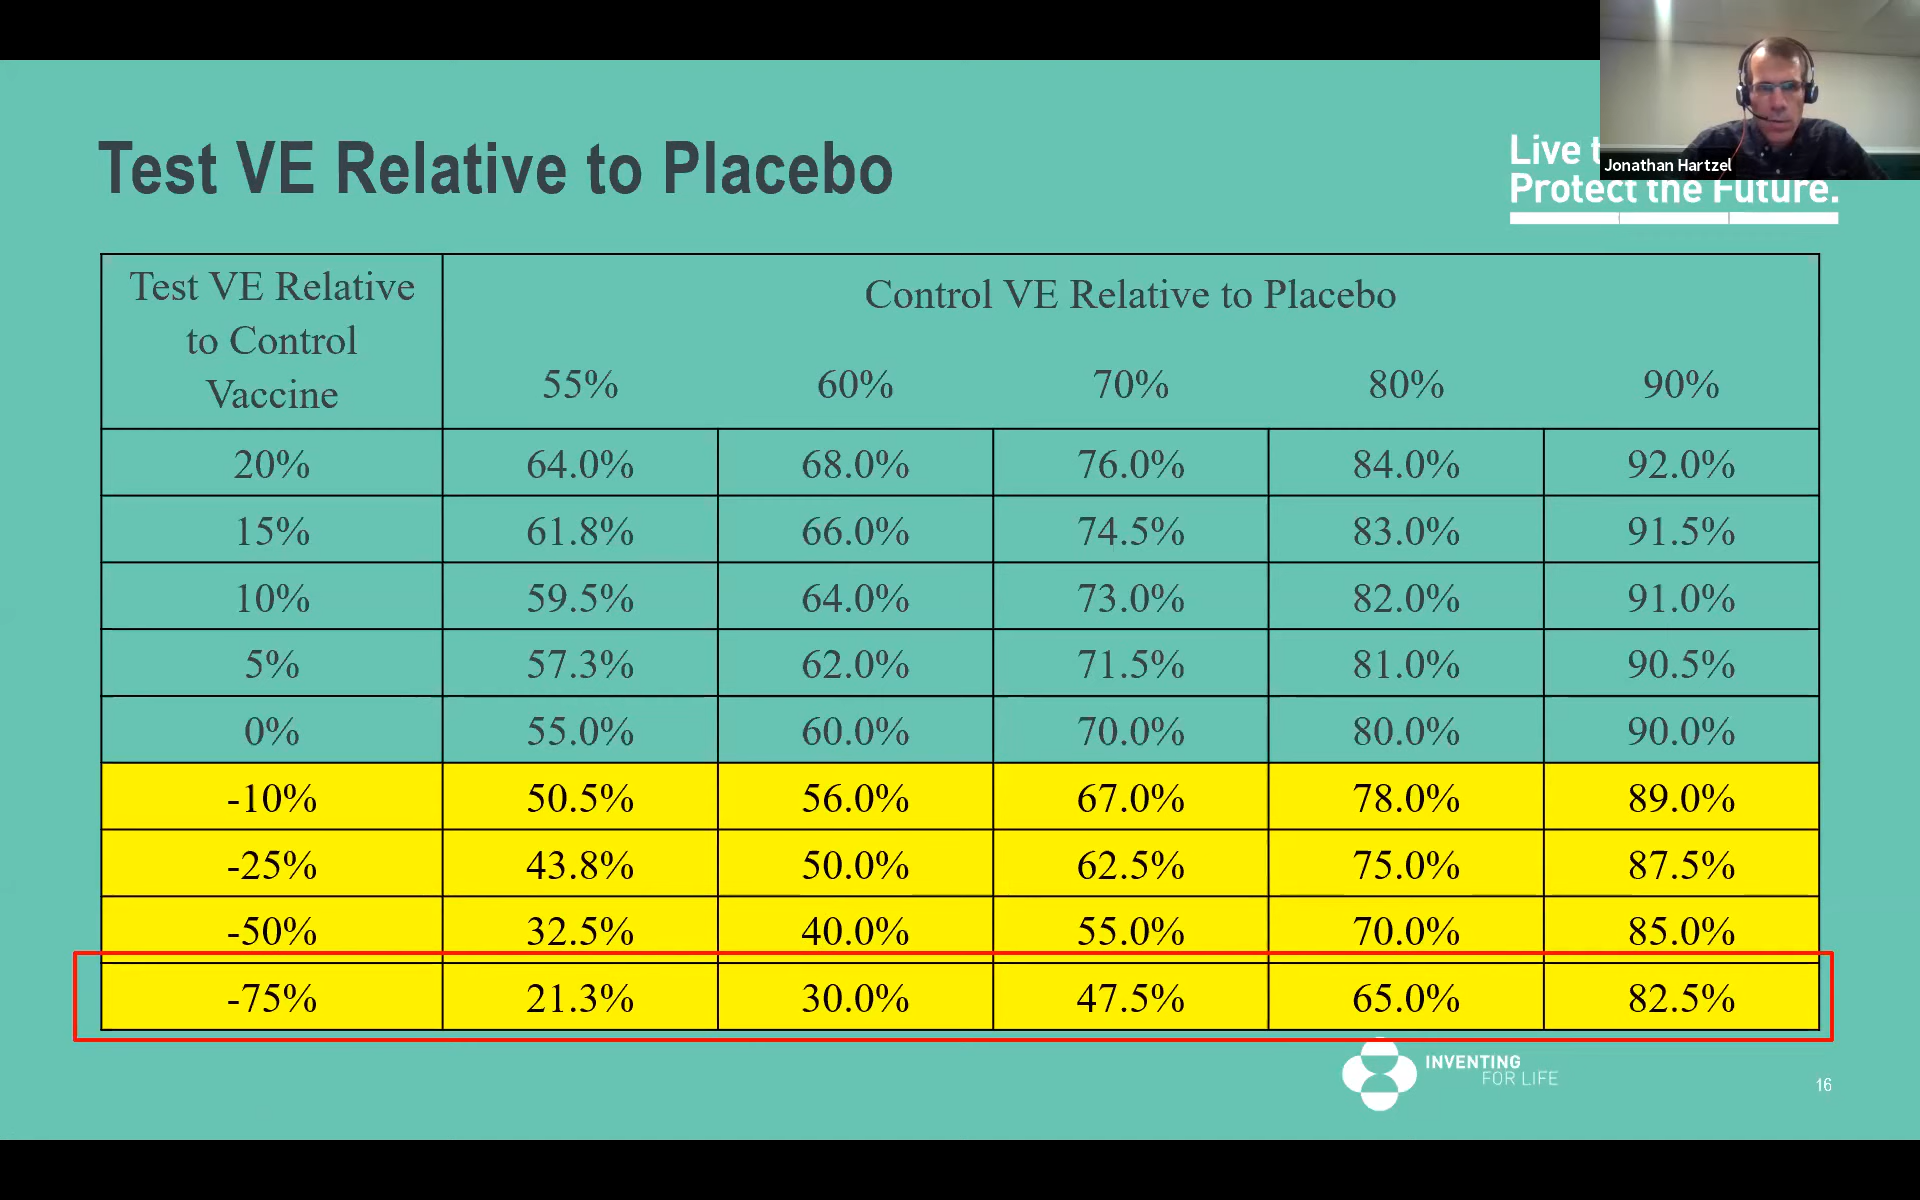 Jonathan Hartzel
Test VE Relative to Placebo
Live
Protect the Future.
Test VE Relative
to Control
Vaccine
Control VE Relative to Placebo
55% 60% 70% 80% 90%
20% 64.0% 68.0% 76.0% 84.0% 92.0%
15% 61.8% 66.0% 74.5% 83.0% 91.5%
10% 59.5% 64.0% 73.0% 82.0% 91.0%
5% 57.3% 62.0% 71.5% 81.0% 90.5%
0% 55.0% 60.0% 70.0% 80.0% 90.0%
-10% 50.5% 56.0% 67.0% 78.0% 89.0%
-25% 43.8% 50.0% 62.5% 75.0% 87.5%
-50% 32.5% 40.0% 55.0% 70.0% 85.0%
-75% 21.3% 30.0% 47.5% 65.0% 82.5%
INVENTING
FOR LIFE
16